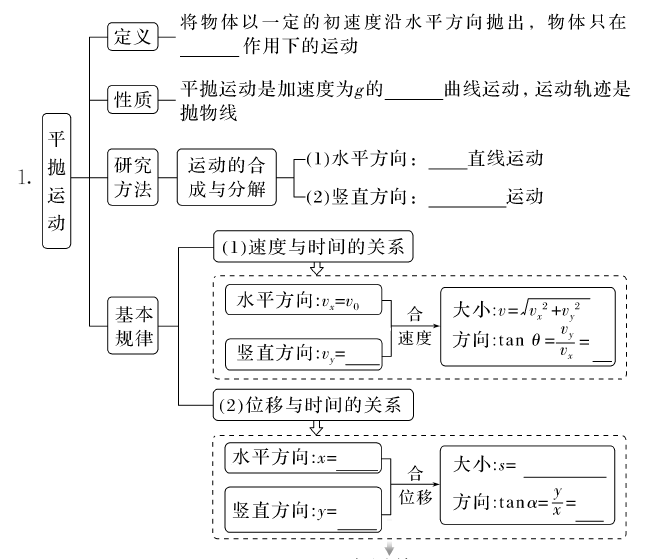 1.
平抛运动
定义
将物体以一定的初速度沿水平方向抛出，物体只在
______作用下的运动
性质
平抛运动是加速度为g的______曲线运动，运动轨迹是
抛物线
研究
方法
运动的合
成与分解
(1)水平方向：____直线运动
(2)竖直方向：________运动
基本
规律
(1)速度与时间的关系
水平方向:vₓ=v₀
竖直方向:v_y=____
合
速度
大小:v=√(vₓ²+v_y²)
方向:tan θ=v_y/vₓ=__
(2)位移与时间的关系
水平方向:x=____
竖直方向:y=____
合
位移
大小:s=________
方向:tanα=y/x=___